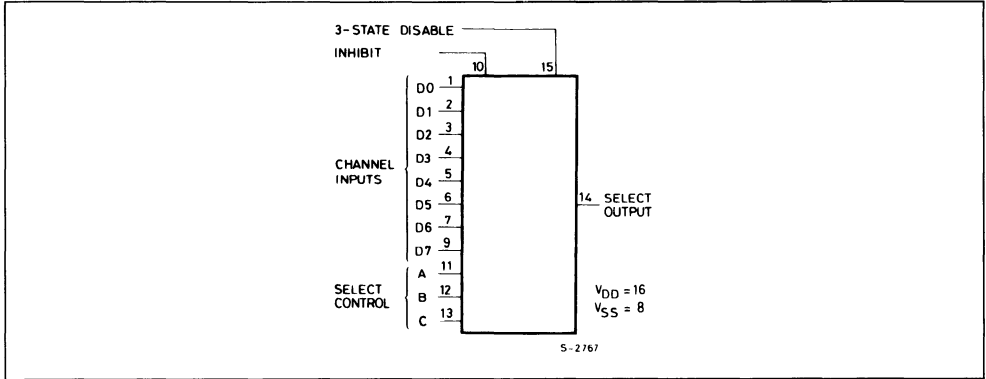 3-STATE DISABLE
INHIBIT
10 15
D0 1
D1 2
D2 3
D3 4
D4 5
D5 6
D6 7
D7 9
CHANNEL
INPUTS
14 SELECT
OUTPUT
A 11
B 12
C 13
SELECT
CONTROL
VDD = 16
VSS = 8
S-2767